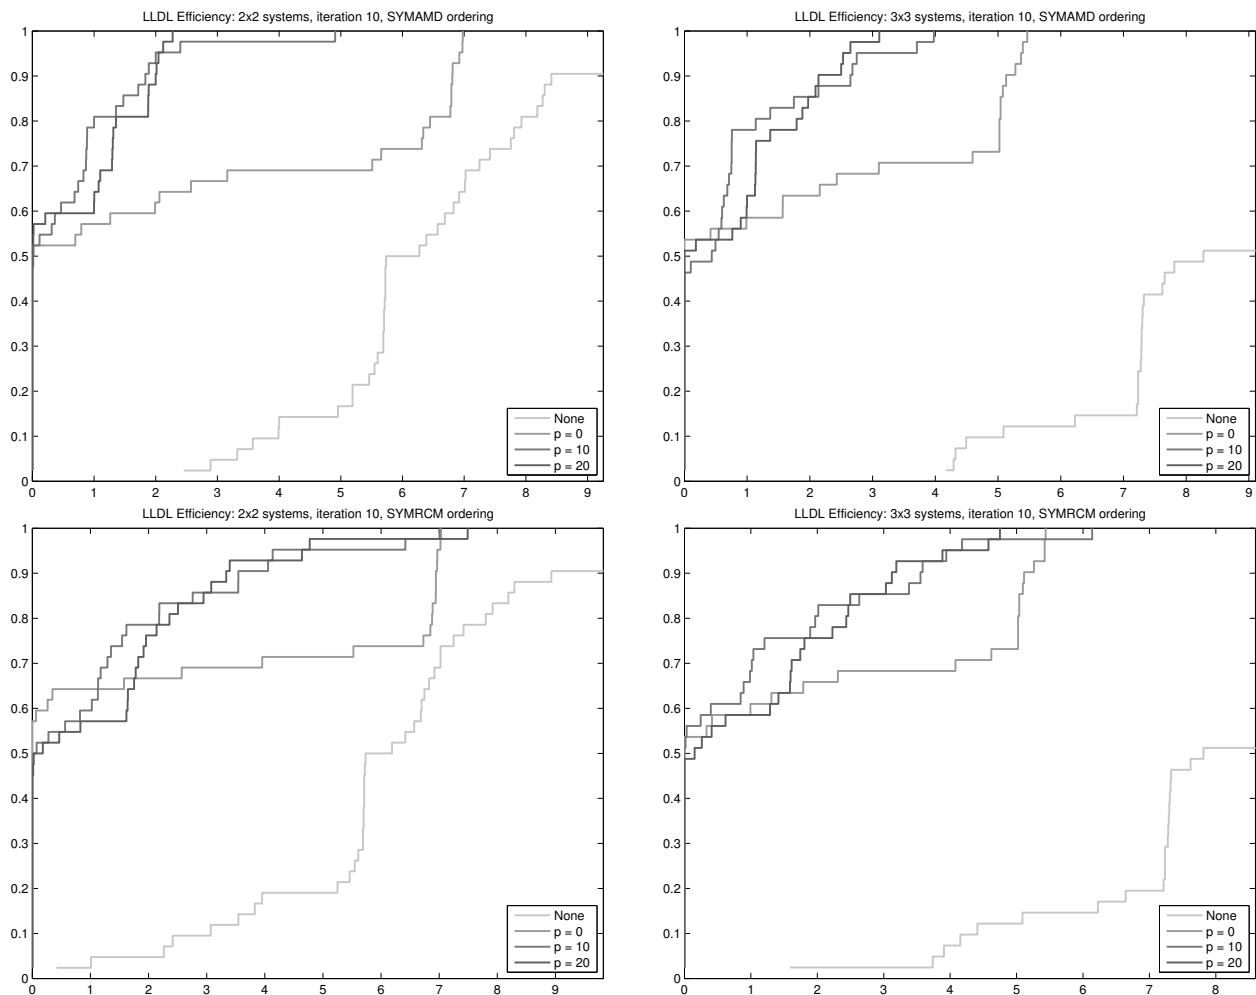 LLDL Efficiency: 2x2 systems, iteration 10, SYMAMD ordering
1
0.9
0.8
0.7
0.6
0.5
0.4
0.3
0.2
0.1
0
0 1 2 3 4 5 6 7 8 9
None
p = 0
p = 10
p = 20
LLDL Efficiency: 3x3 systems, iteration 10, SYMAMD ordering
1
0.9
0.8
0.7
0.6
0.5
0.4
0.3
0.2
0.1
0
0 1 2 3 4 5 6 7 8 9
None
p = 0
p = 10
p = 20
LLDL Efficiency: 2x2 systems, iteration 10, SYMRCM ordering
1
0.9
0.8
0.7
0.6
0.5
0.4
0.3
0.2
0.1
0
0 1 2 3 4 5 6 7 8 9
None
p = 0
p = 10
p = 20
LLDL Efficiency: 3x3 systems, iteration 10, SYMRCM ordering
1
0.9
0.8
0.7
0.6
0.5
0.4
0.3
0.2
0.1
0
0 1 2 3 4 5 6 7 8
None
p = 0
p = 10
p = 20